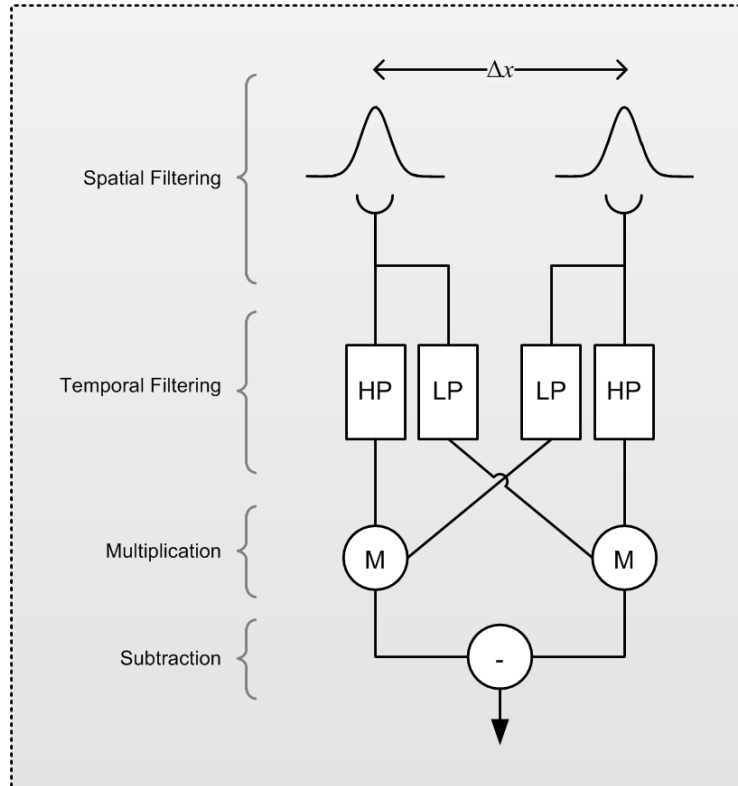 Δx
Spatial Filtering
Temporal Filtering
HP LP LP HP
Multiplication
M M
Subtraction
-